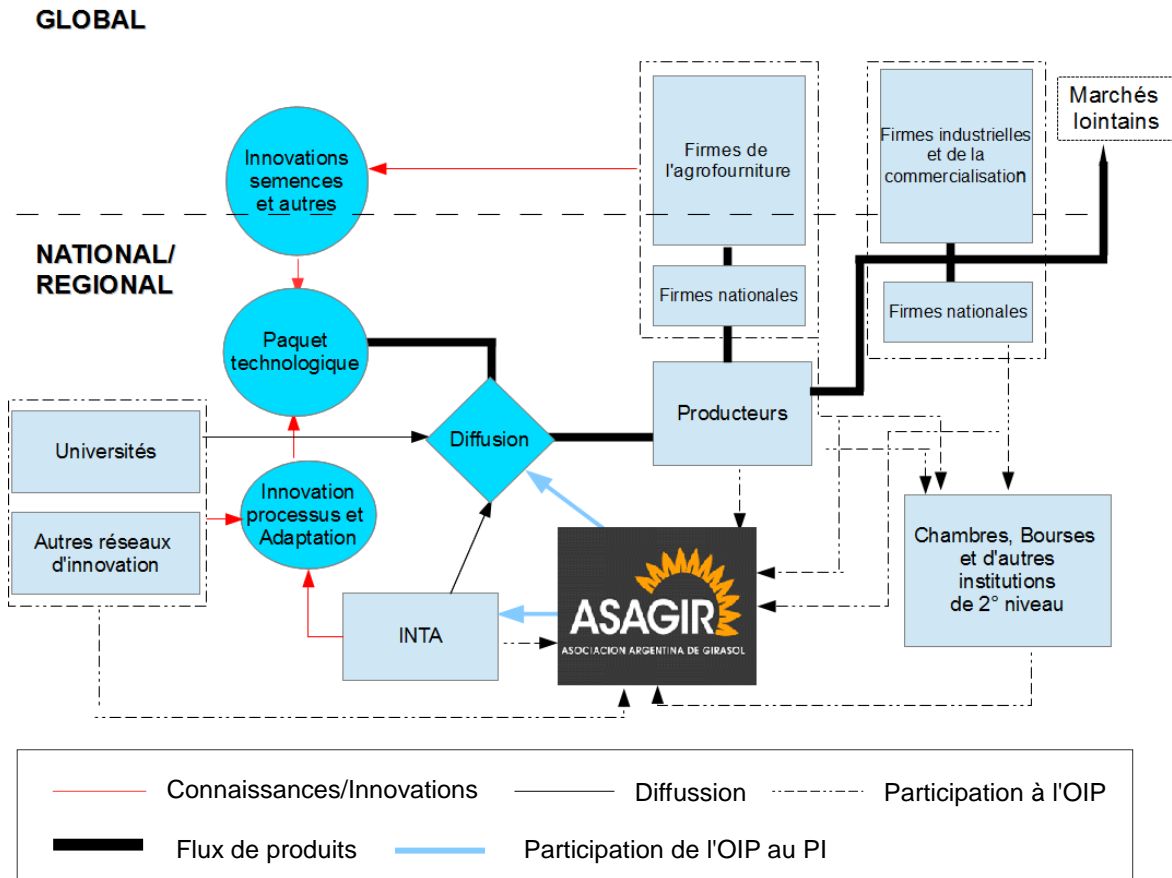 GLOBAL
Marchés
lointains
Firmes industrielles
et de la
commercialisation
Firmes de
l'agrofourniture
Innovations
semences
et autres
NATIONAL/
REGIONAL
Firmes nationales
Firmes nationales
Paquet
technologique
Producteurs
Diffusion
Universités
Innovation
processus et
Adaptation
Autres réseaux
d'innovation
Chambres, Bourses
et d'autres
institutions
de 2° niveau
INTA
ASAGIR
ASOCIACION ARGENTINA DE GIRASOL
Connaissances/Innovations
Diffussion
Participation à l'OIP
Flux de produits
Participation de l'OIP au PI